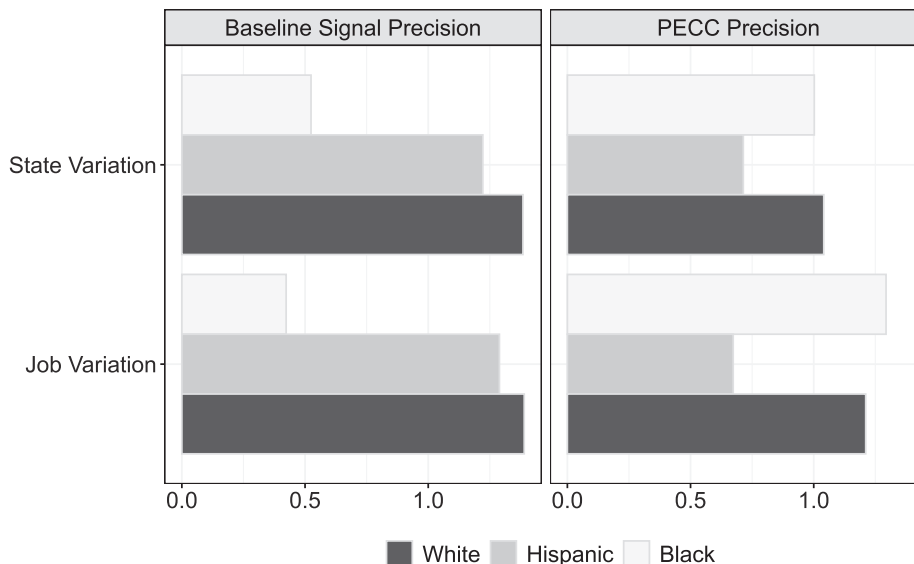 Baseline Signal Precision
PECC Precision
State Variation
Job Variation
0.0 0.5 1.0
0.0 0.5 1.0
White Hispanic Black